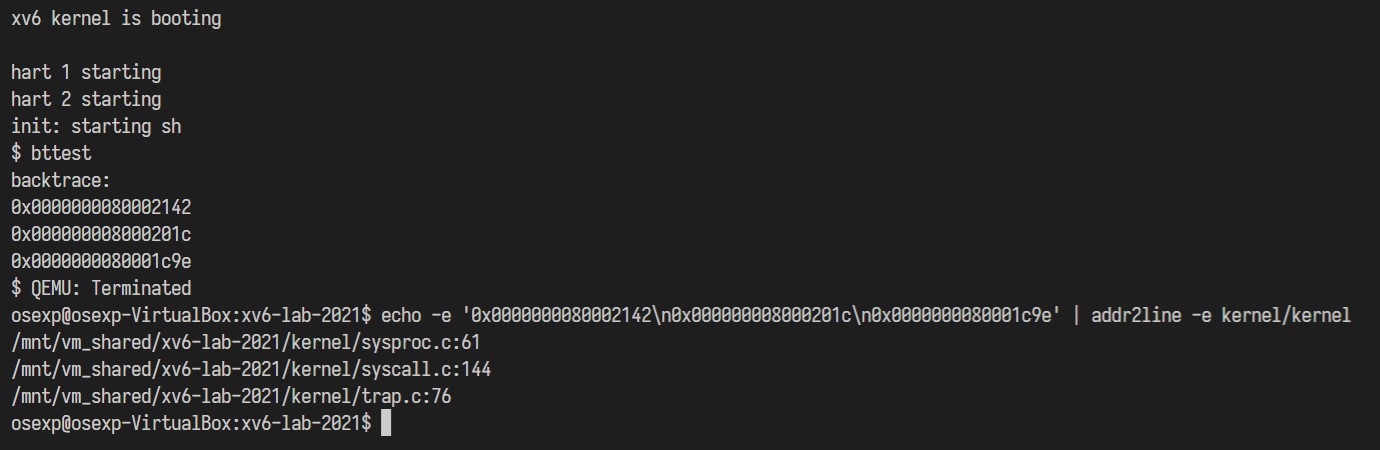 xv6 kernel is booting
hart 1 starting
hart 2 starting
init: starting sh
$ bttest
backtrace:
0x0000000080002142
0x000000008000201c
0x0000000080001c9e
$ QEMU: Terminated
osexp@osexp-VirtualBox:xv6-lab-2021$ echo -e '0x0000000080002142\n0x000000008000201c\n0x0000000080001c9e' | addr2line -e kernel/kernel
/mnt/vm_shared/xv6-lab-2021/kernel/sysproc.c:61
/mnt/vm_shared/xv6-lab-2021/kernel/syscall.c:144
/mnt/vm_shared/xv6-lab-2021/kernel/trap.c:76
osexp@osexp-VirtualBox:xv6-lab-2021$